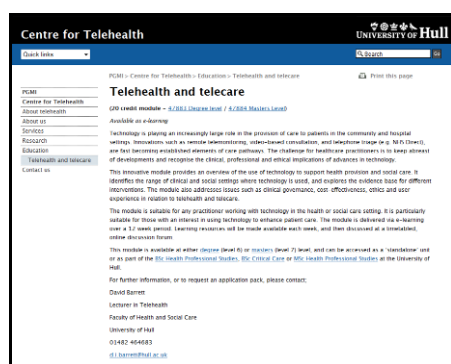 Centre for Telehealth
UNIVERSITY OF Hull
Quick links
Search
Go
PGMI > Centre for Telehealth > Education > Telehealth and telecare
Print this page
PGMI
Centre for Telehealth
About telehealth
About us
Services
Research
Education
Telehealth and telecare
Contact us
Telehealth and telecare
(20 credit module - 47883 Degree level / 47884 Masters Level)
Available as e-learning
Technology is playing an increasingly large role in the provision of care to patients in the community and hospital
settings. Innovations such as remote telemonitoring, video-based consultation, and telephone triage (e.g. NHS Direct),
are fast becoming established elements of care pathways. The challenge for healthcare practitioners is to keep abreast
of developments and recognise the clinical, professional and ethical implications of advances in technology.
This innovative module provides an overview of the use of technology to support health provision and social care. It
identifies the range of clinical and social settings where technology is used, and explores the evidence base for different
interventions. The module also addresses issues such as clinical governance, cost-effectiveness, ethics and user
experience in relation to telehealth and telecare.
The module is suitable for any practitioner working with technology in the health or social care setting. It is particularly
suitable for those with an interest in using technology to enhance patient care. The module is delivered via e-learning
over a 12 week period. Learning resources will be made available each week, and then discussed at a timetabled,
online discussion forum.
This module is available at either degree (level 6) or masters (level 7) level, and can be accessed as a 'standalone' unit
or as part of the BSc Health Professional Studies, BSc Critical Care or MSc Health Professional Studies at the University of
Hull.
For further information, or to request an application pack, please contact:
David Barrett
Lecturer in Telehealth
Faculty of Health and Social Care
University of Hull
01482 464683
d.i.barrett@hull.ac.uk